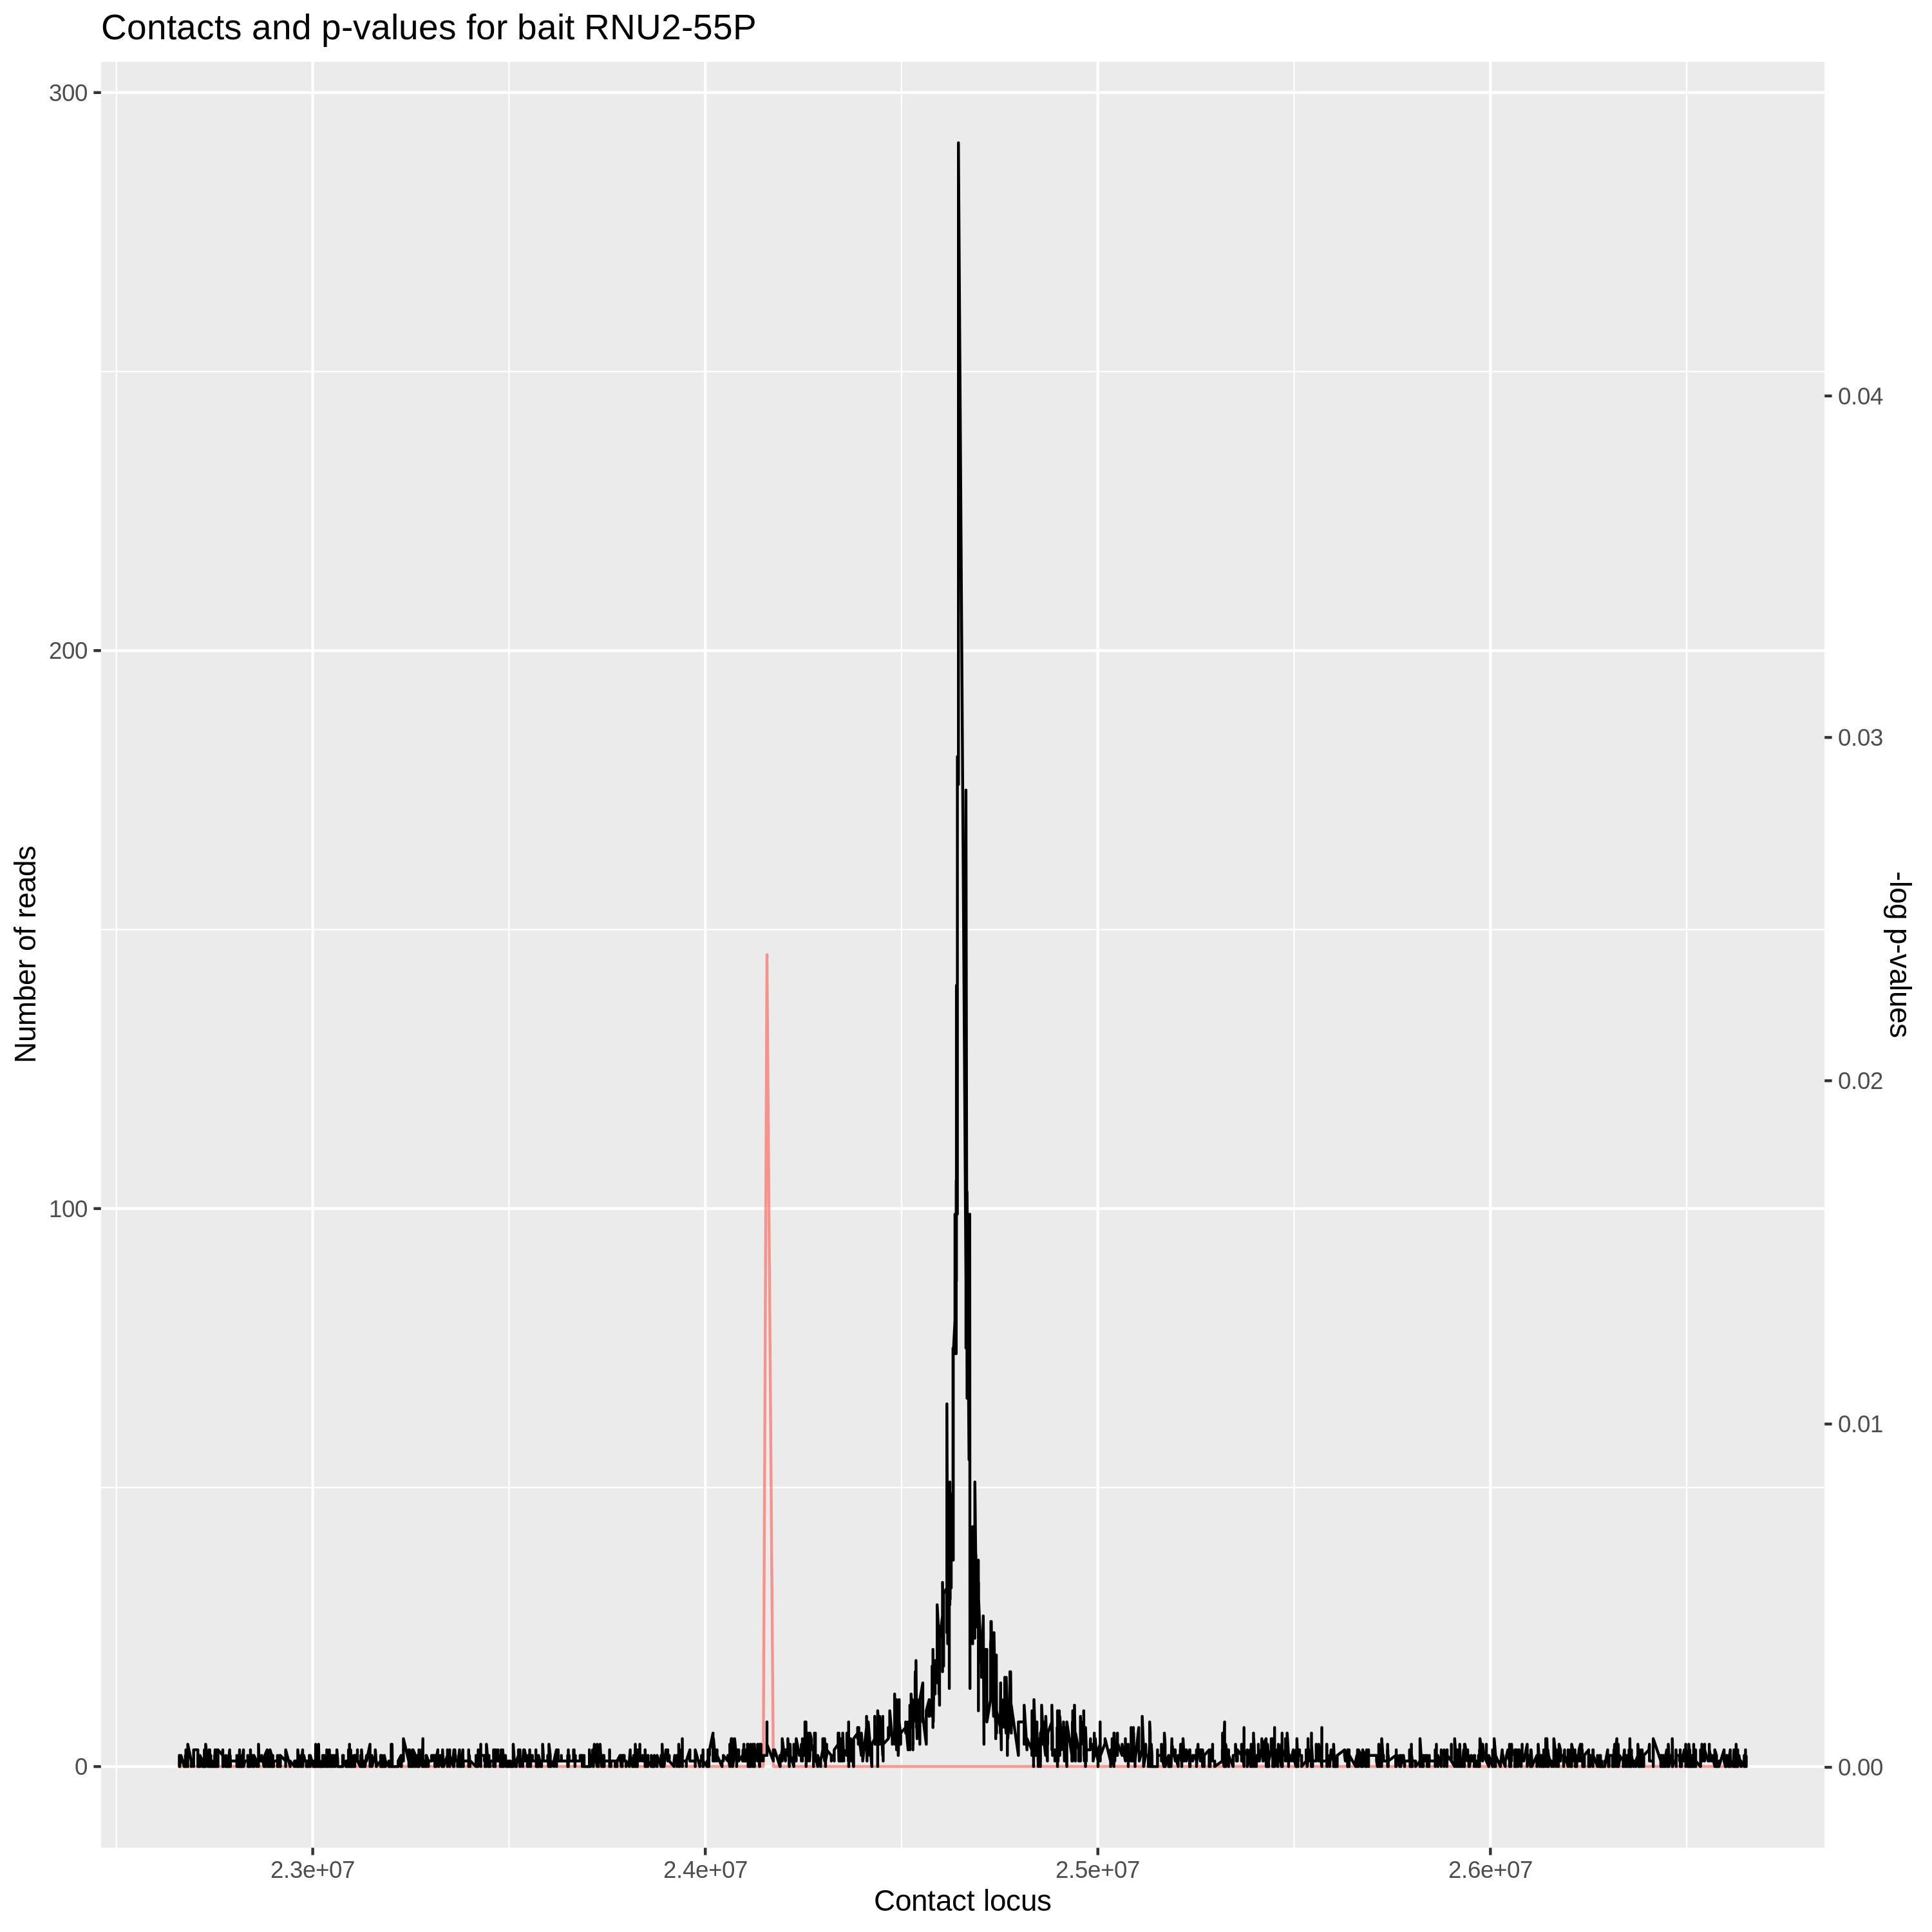 Contacts and p-values for bait RNU2-55P
300
200
100
0
Number of reads
0.04
0.03
0.02
0.01
0.00
-log p-values
2.3e+07
2.4e+07
2.5e+07
2.6e+07
Contact locus